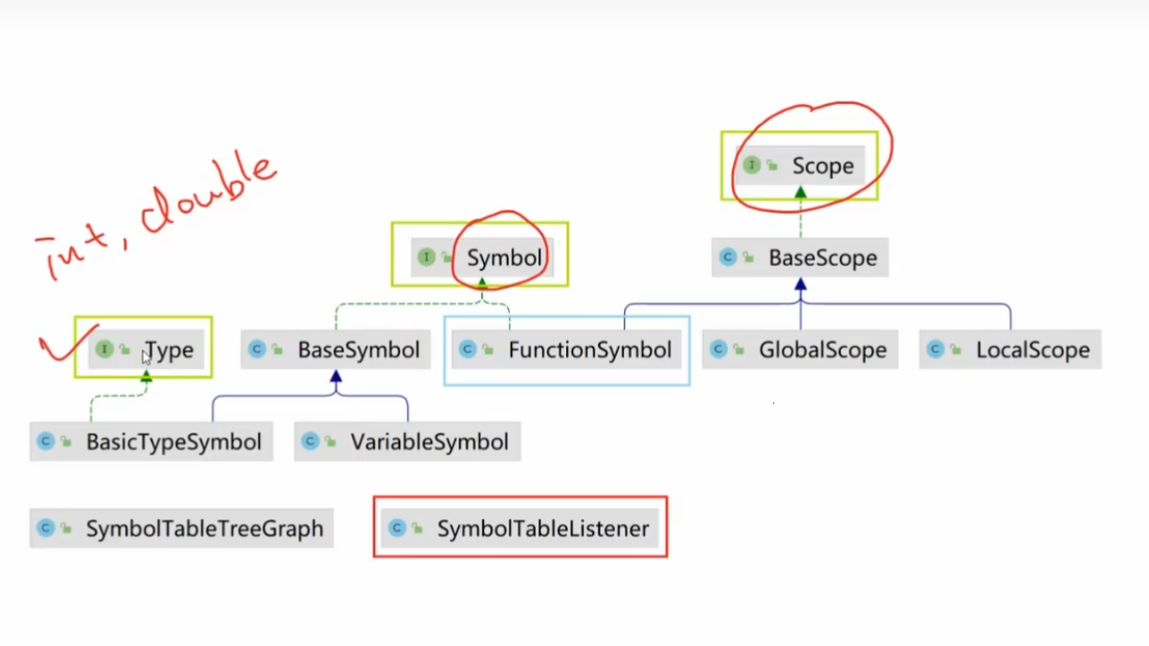 Scope
int, double
Symbol
BaseScope
Type
BaseSymbol
FunctionSymbol
GlobalScope
LocalScope
BasicTypeSymbol
VariableSymbol
SymbolTableTreeGraph
SymbolTableListener